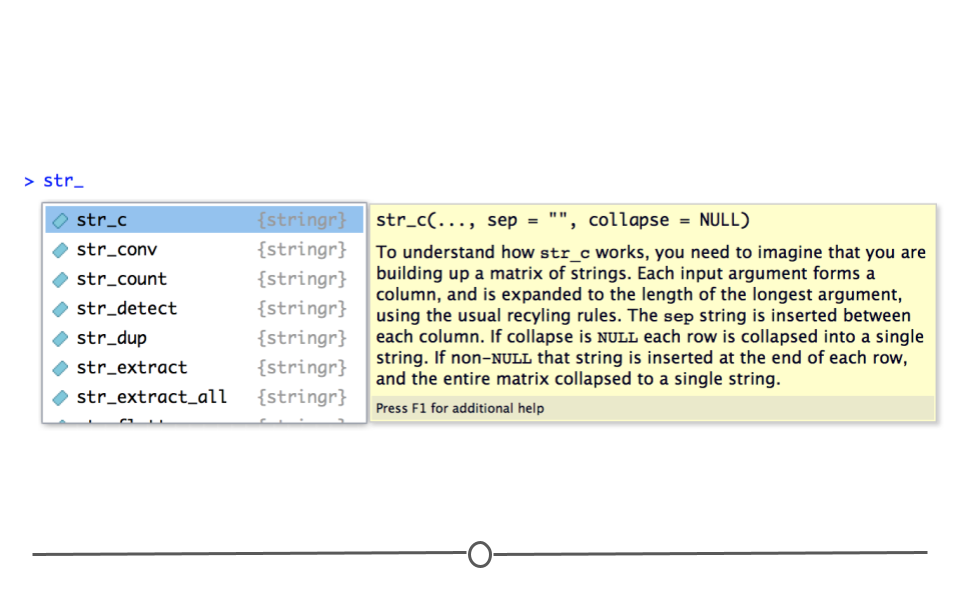 > str_
str_c {stringr}
str_conv {stringr}
str_count {stringr}
str_detect {stringr}
str_dup {stringr}
str_extract {stringr}
str_extract_all {stringr}
str_c(..., sep = "", collapse = NULL)
To understand how str_c works, you need to imagine that you are
building up a matrix of strings. Each input argument forms a
column, and is expanded to the length of the longest argument,
using the usual recyling rules. The sep string is inserted between
each column. If collapse is NULL each row is collapsed into a single
string. If non-NULL that string is inserted at the end of each row,
and the entire matrix collapsed to a single string.
Press F1 for additional help